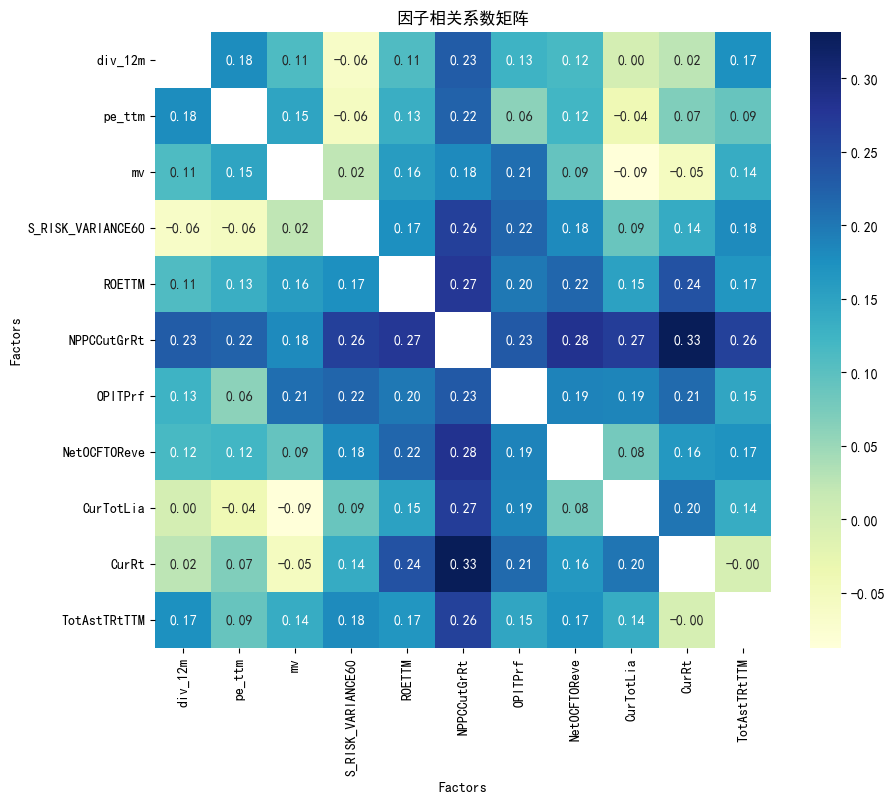 因子相关系数矩阵
div_12m 0.18 0.11 -0.06 0.11 0.23 0.13 0.12 0.00 0.02 0.17
pe_ttm 0.18 0.15 -0.06 0.13 0.22 0.06 0.12 -0.04 0.07 0.09
mv 0.11 0.15 0.02 0.16 0.18 0.21 0.09 -0.09 -0.05 0.14
S_RISK_VARIANCE60 -0.06 -0.06 0.02 0.17 0.26 0.22 0.18 0.09 0.14 0.18
ROETTM 0.11 0.13 0.16 0.17 0.27 0.20 0.22 0.15 0.24 0.17
NPPCCutGrRt 0.23 0.22 0.18 0.26 0.27 0.23 0.28 0.27 0.33 0.26
OPITPrf 0.13 0.06 0.21 0.22 0.20 0.23 0.19 0.19 0.21 0.15
NetOCFTOReve 0.12 0.12 0.09 0.18 0.22 0.28 0.19 0.08 0.16 0.17
CurTotLia 0.00 -0.04 -0.09 0.09 0.15 0.27 0.19 0.08 0.20 0.14
CurRt 0.02 0.07 -0.05 0.14 0.24 0.33 0.21 0.16 0.20 -0.00
TotAstTRtTTM 0.17 0.09 0.14 0.18 0.17 0.26 0.15 0.17 0.14 -0.00
Factors
div_12m pe_ttm mv S_RISK_VARIANCE60 ROETTM NPPCCutGrRt OPITPrf NetOCFTOReve CurTotLia CurRt TotAstTRtTTM
Factors
0.30
0.25
0.20
0.15
0.10
0.05
0.00
-0.05